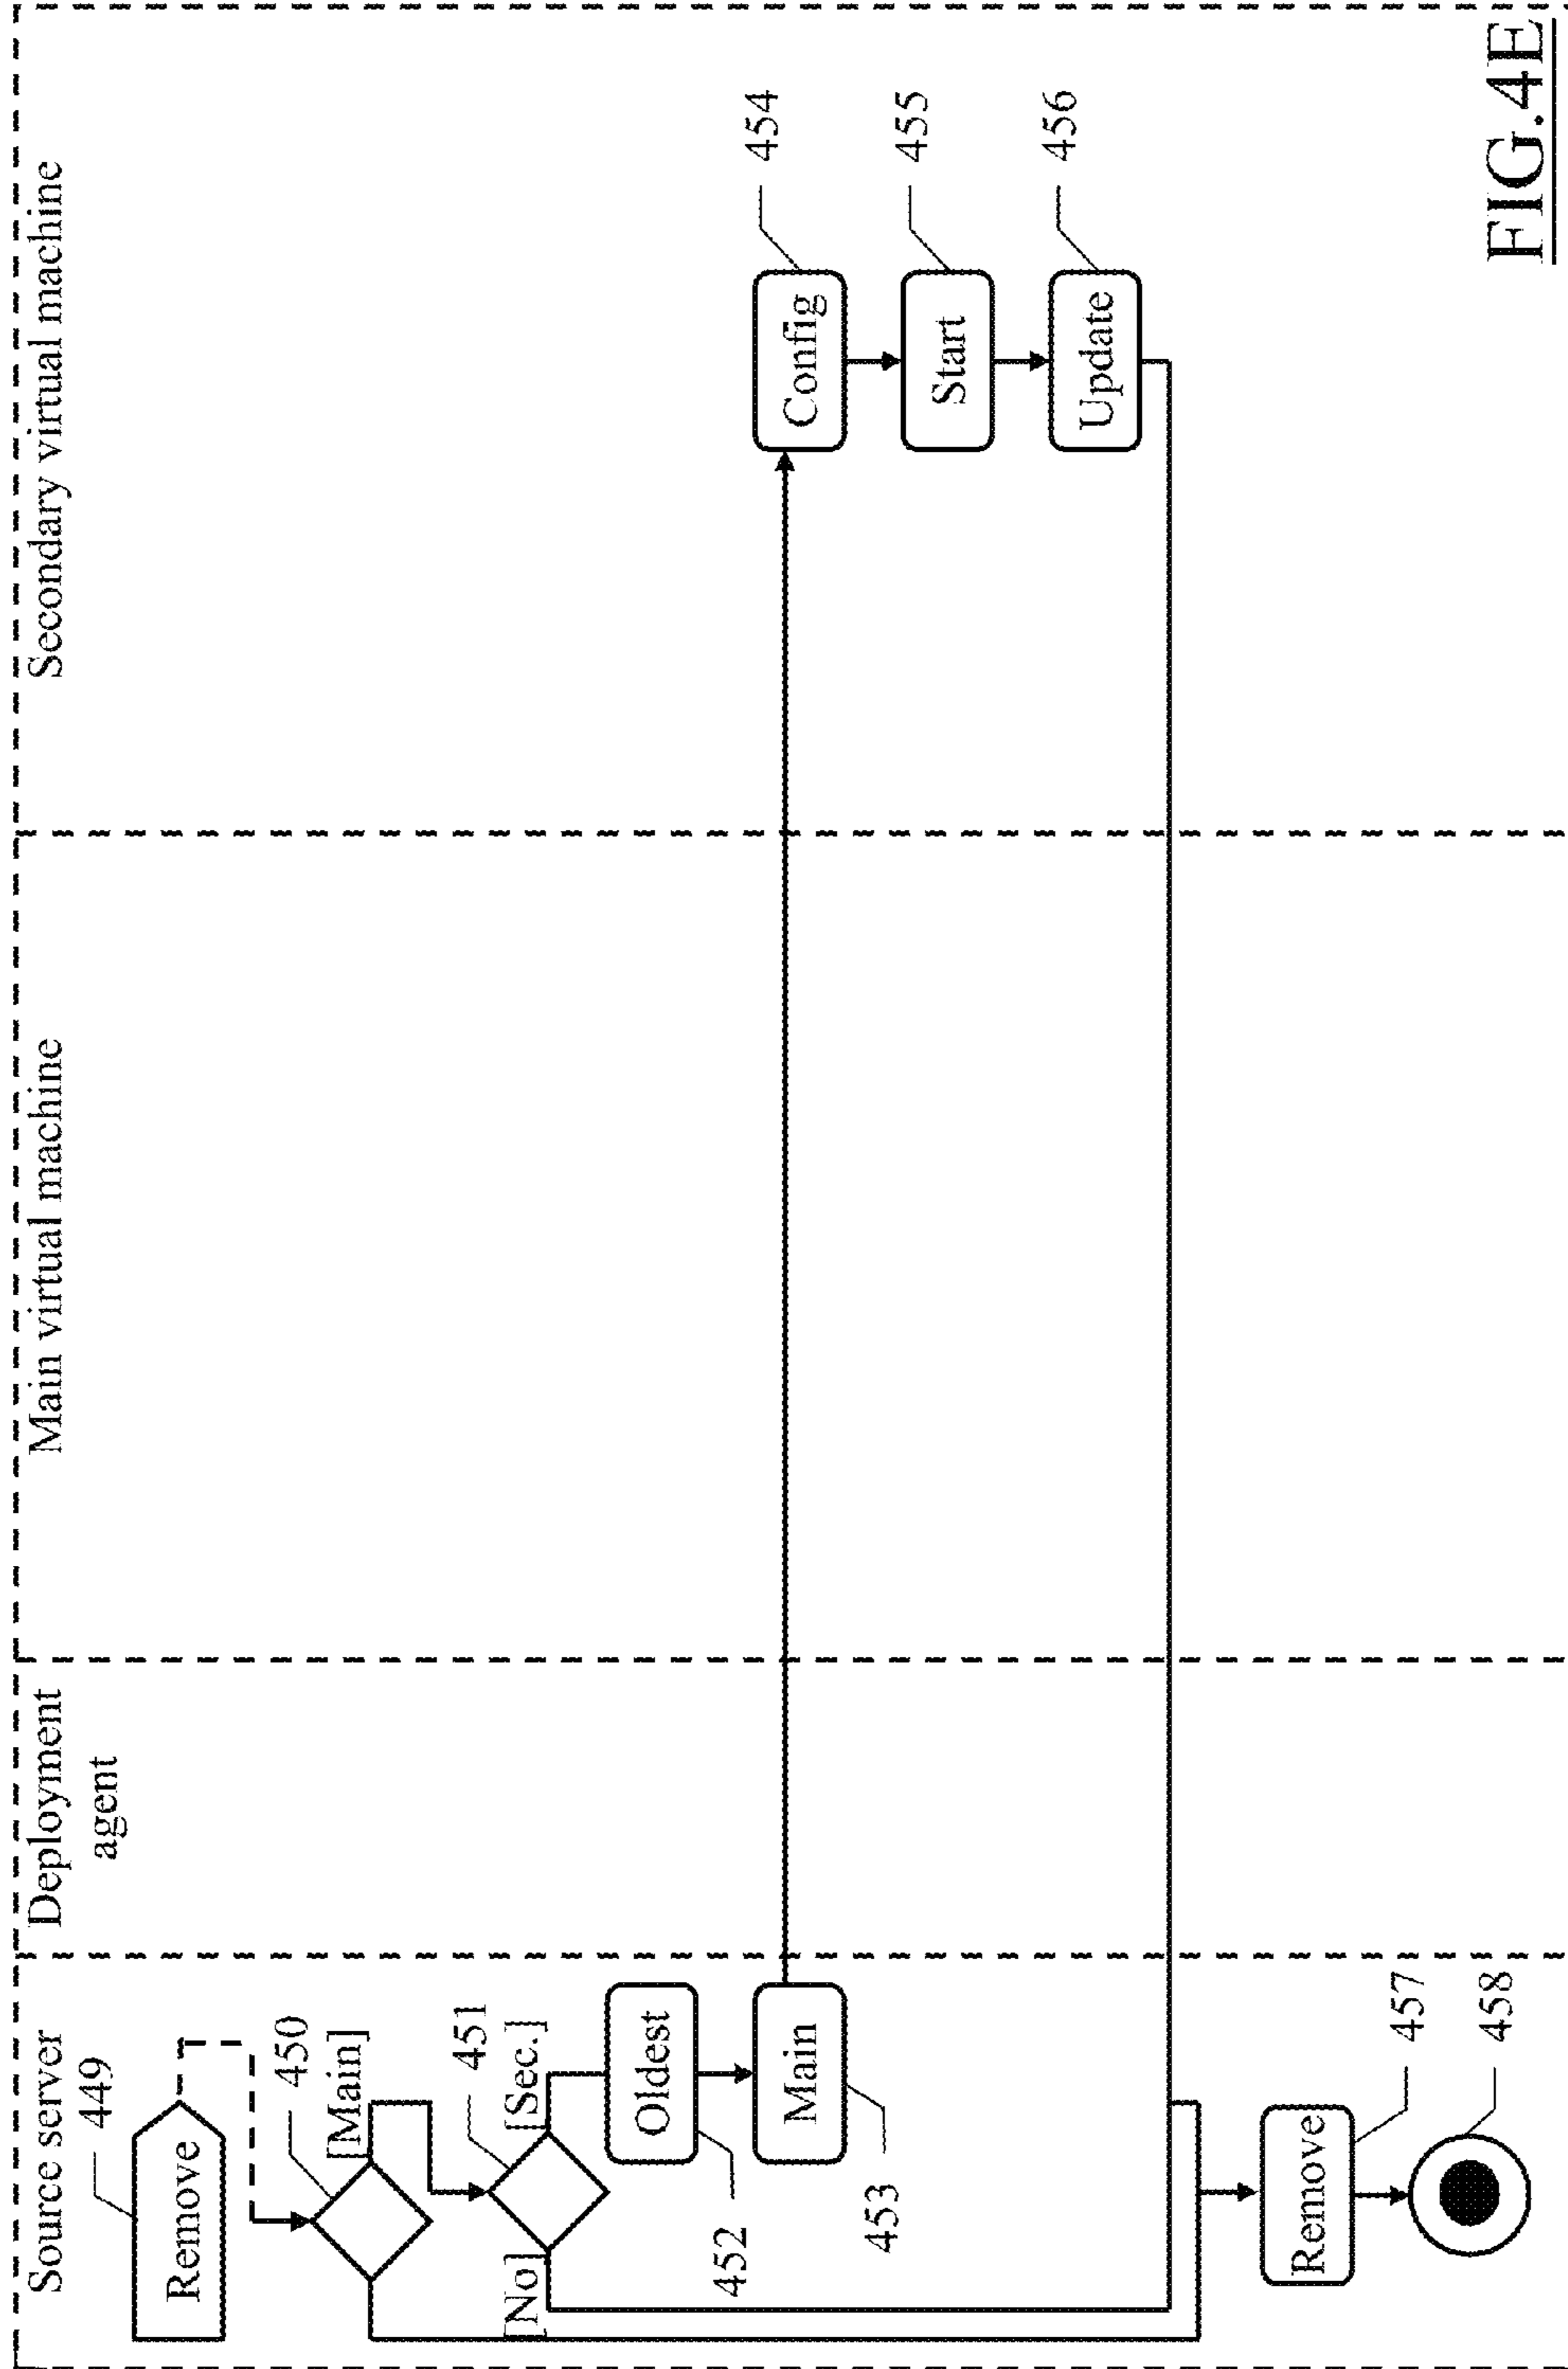 Source server
Deployment
agent
Main virtual machine
Secondary virtual machine
449
Remove
450
[Main]
451
[No]
[Sec.]
Oldest
452
Main
453
Config
454
Start
455
Update
456
Remove
457
458
FIG.4E